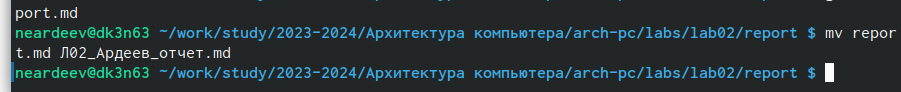 port.md
neardeev@dk3n63 ~/work/study/2023-2024/Архитектура компьютера/arch-pc/labs/lab02/report $ mv repor
t.md Л02_Ардеев_отчет.md
neardeev@dk3n63 ~/work/study/2023-2024/Архитектура компьютера/arch-pc/labs/lab02/report $